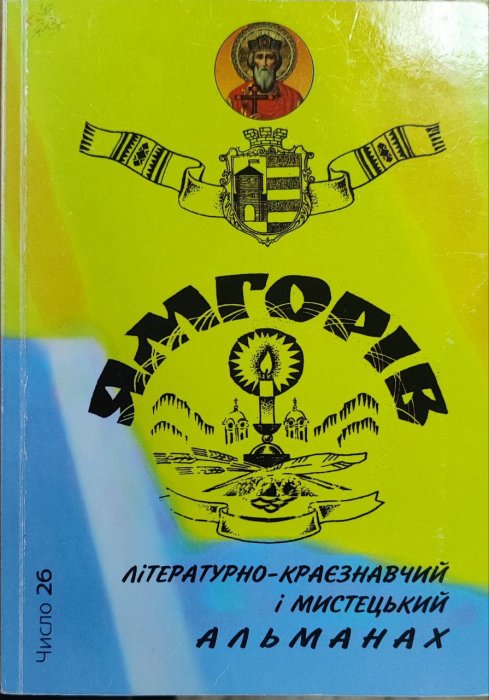 ЯМГОРІВ
ЛІТЕРАТУРНО-КРАЄЗНАВЧИЙ
І МИСТЕЦЬКИЙ
АЛЬМАНАХ
Число 26